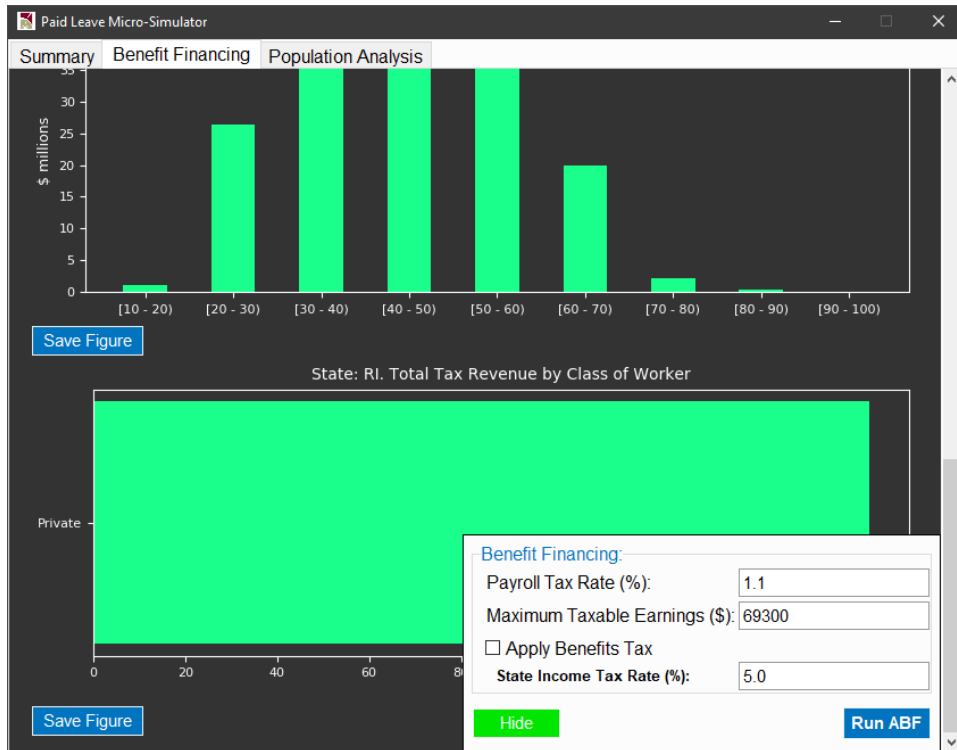 Paid Leave Micro-Simulator
Summary Benefit Financing Population Analysis
35
30
25
20
15
10
5
0
$ millions
[10 - 20) [20 - 30) [30 - 40) [40 - 50) [50 - 60) [60 - 70) [70 - 80) [80 - 90) [90 - 100)
Save Figure
State: RI. Total Tax Revenue by Class of Worker
Private
0 20 40 60
Save Figure
Benefit Financing:
Payroll Tax Rate (%): 1.1
Maximum Taxable Earnings ($): 69300
Apply Benefits Tax
State Income Tax Rate (%): 5.0
Hide Run ABF